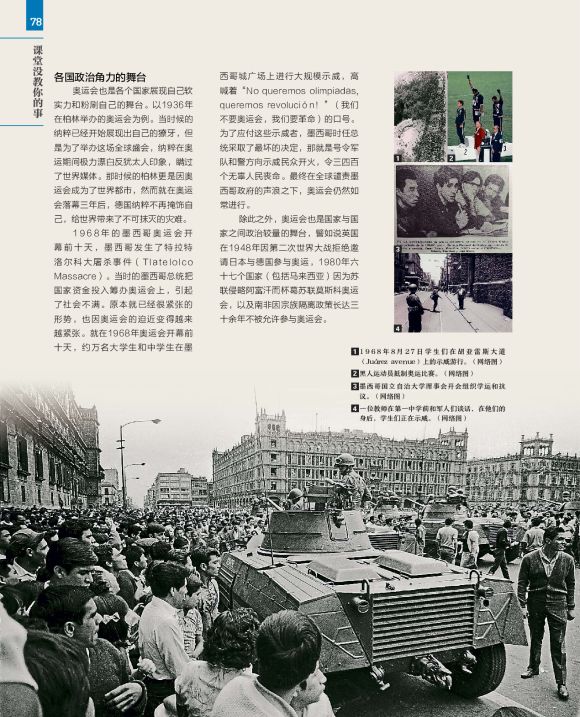 78
课堂没教你的事
各国政治角力的舞台
奥运会也是各个国家展现自己软
实力和粉刷自己的舞台。以1936年
在柏林举办的奥运会为例。当时候的
纳粹已经开始展现出自己的獠牙，但
是为了举办这场全球盛会，纳粹在奥
运期间极力漂白反犹太人印象，瞒过
了世界媒体。那时候的柏林更是因奥
运会成为了世界都市，然而就在奥运
会落幕三年后，德国纳粹不再掩饰自
己，给世界带来了不可抹灭的灾难。
1968年的墨西哥奥运会开
幕前十天，墨西哥发生了特拉特
洛尔科大屠杀事件（Tlatelolco
Massacre）。当时的墨西哥总统把
国家资金投入筹办奥运会上，引起
了社会不满。原本就已经很紧张的
形势，也因奥运会的迫近变得越来
越紧张。就在1968年奥运会开幕前
十天，约万名大学生和中学生在墨
西哥城广场上进行大规模示威，高
喊着"No queremos olimpiadas,
queremos revolución！"（我们
不要奥运会，我们要革命）的口号。
为了应付这些示威者，墨西哥时任总
统采取了最坏的决定，那就是号令军
队和警方向示威民众开火，令三四百
个无辜人民丧命。最终在全球谴责墨
西哥政府的声浪之下，奥运会仍然如
常进行。
除此之外，奥运会也是国家与国
家之间政治较量的舞台，譬如说英国
在1948年因第二次世界大战拒绝邀
请日本与德国参与奥运，1980年六
十七个国家（包括马来西亚）因为苏
联侵略阿富汗而杯葛苏联莫斯科奥运
会，以及南非因宗族隔离政策长达三
十余年不被允许参与奥运会。
1
2
3
4
1 1968年8月27日学生们在胡亚雷斯大道
（Juárez avenue）上的示威游行。（网络图）
2 黑人运动员抵制奥运比赛。（网络图）
3 墨西哥国立自治大学理事会开会组织学运和抗
议。（网络图）
4 一位教师在第一中学前和军人们谈话，在他们的
身后，学生们正在示威。（网络图）
课堂没教你的事